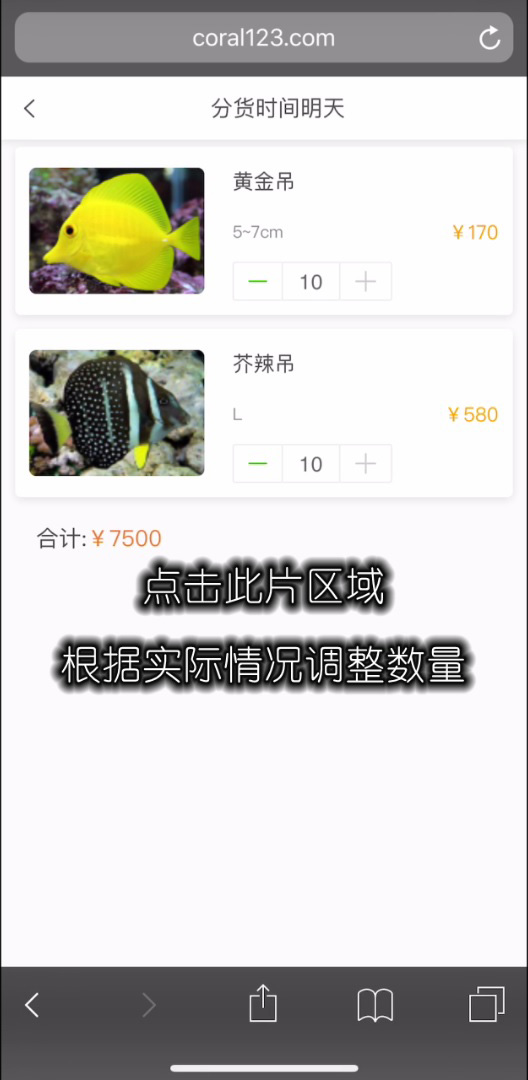 coral123.com
分货时间明天
黄金吊
5~7cm
￥170
10
芥辣吊
L
￥580
10
合计:￥7500
点击此片区域
根据实际情况调整数量